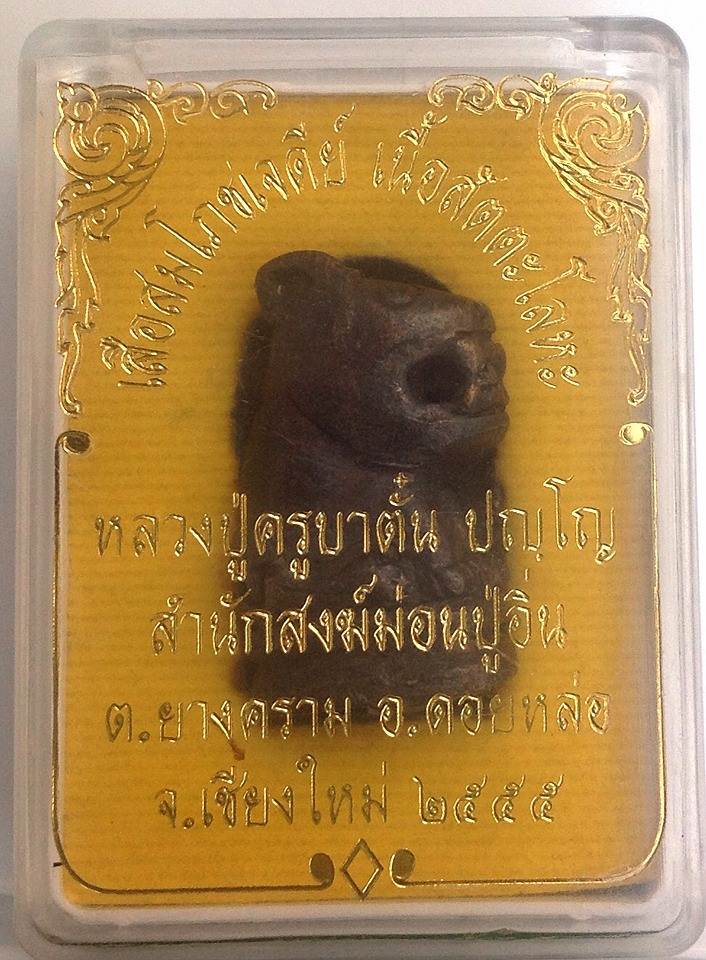 เสือสมโภชเจดีย์ เนื้อสัตตะโลหะ
หลวงปู่ครูบาตั๋น ปญฺโญ
สำนักสงฆ์ม่อนปู่อิ่น
ต.ยางคราม อ.ดอยหล่อ
จ.เชียงใหม่ ๒๕๕๕